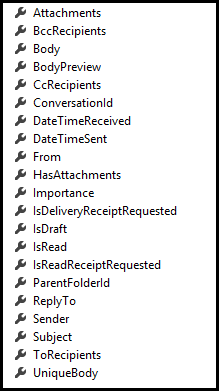 Attachments
BccRecipients
Body
BodyPreview
CcRecipients
ConversationId
DateTimeReceived
DateTimeSent
From
HasAttachments
Importance
IsDeliveryReceiptRequested
IsDraft
IsRead
IsReadReceiptRequested
ParentFolderId
ReplyTo
Sender
Subject
ToRecipients
UniqueBody